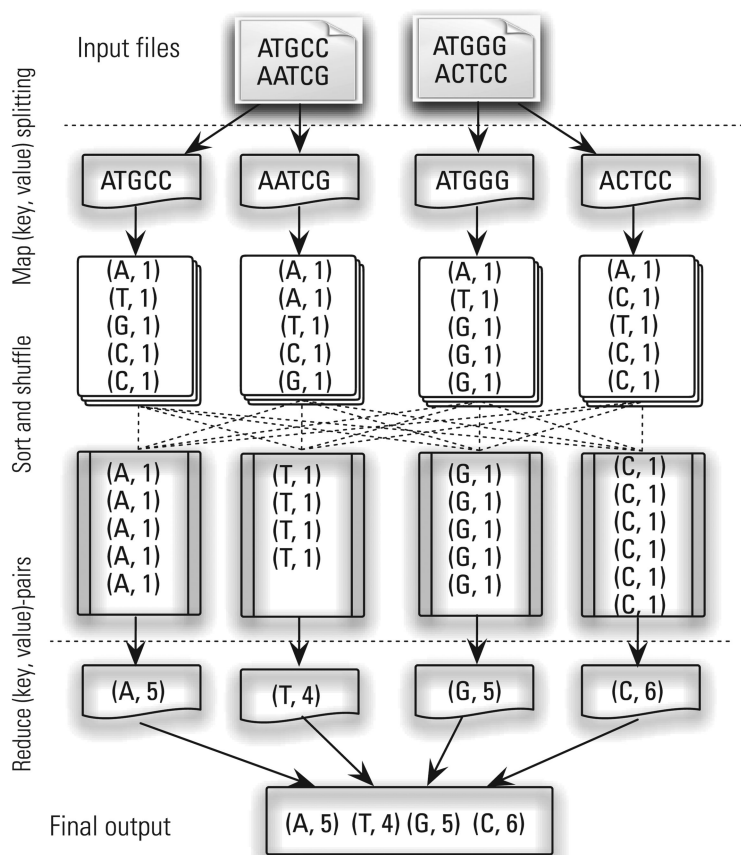 Input files
ATGCC
AATCG
ATGGG
ACTCC
Map (key, value) splitting
ATGCC
AATCG
ATGGG
ACTCC
(A, 1)
(T, 1)
(G, 1)
(C, 1)
(C, 1)
(A, 1)
(A, 1)
(T, 1)
(C, 1)
(G, 1)
(A, 1)
(T, 1)
(G, 1)
(G, 1)
(G, 1)
(A, 1)
(C, 1)
(T, 1)
(C, 1)
(C, 1)
Sort and shuffle
(A, 1)
(A, 1)
(A, 1)
(A, 1)
(A, 1)
(T, 1)
(T, 1)
(T, 1)
(T, 1)
(G, 1)
(G, 1)
(G, 1)
(G, 1)
(G, 1)
(C, 1)
(C, 1)
(C, 1)
(C, 1)
(C, 1)
(C, 1)
Reduce (key, value)-pairs
(A, 5)
(T, 4)
(G, 5)
(C, 6)
Final output
(A, 5) (T, 4) (G, 5) (C, 6)